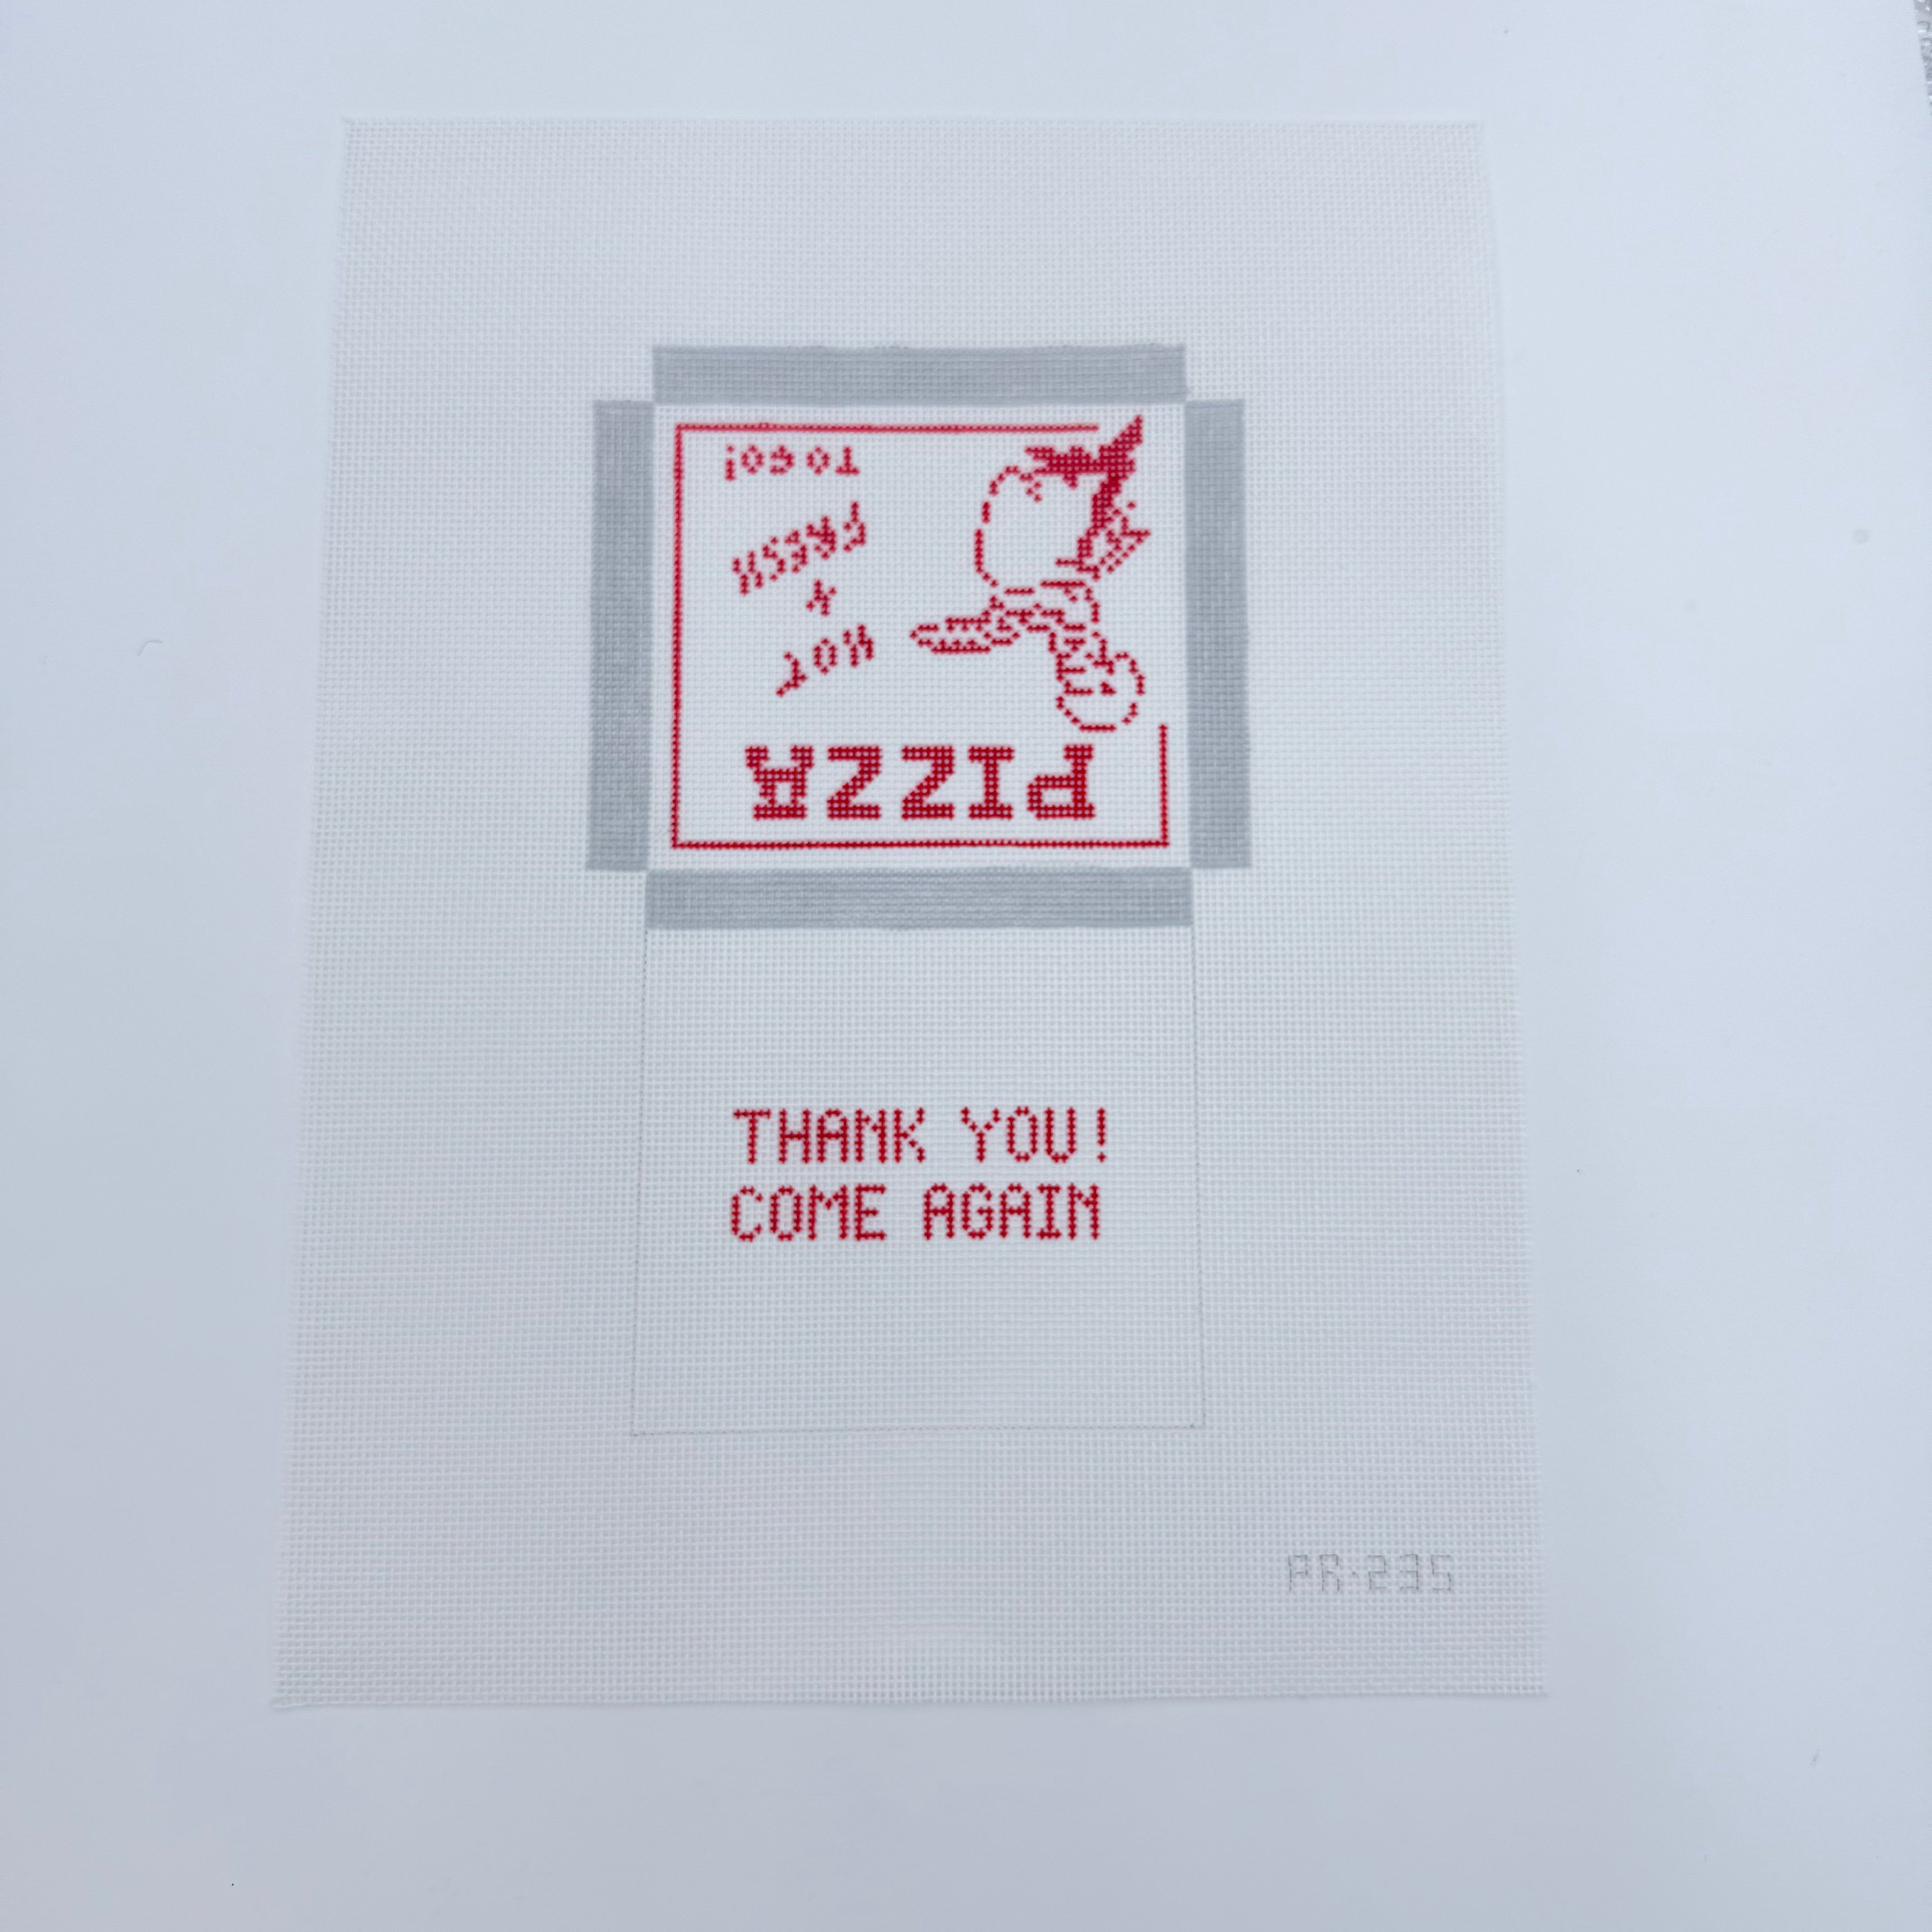 PIZZA
HOT
&
FRESH
TO GO!
THANK YOU!
COME AGAIN
PR-235